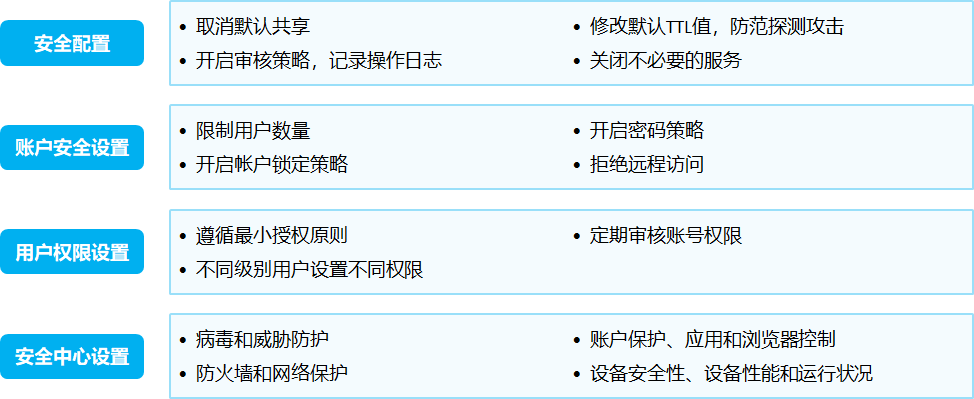 安全配置
• 取消默认共享
• 修改默认TTL值，防范探测攻击
• 开启审核策略，记录操作日志
• 关闭不必要的服务
账户安全设置
• 限制用户数量
• 开启密码策略
• 开启帐户锁定策略
• 拒绝远程访问
用户权限设置
• 遵循最小授权原则
• 定期审核账号权限
• 不同级别用户设置不同权限
安全中心设置
• 病毒和威胁防护
• 账户保护、应用和浏览器控制
• 防火墙和网络保护
• 设备安全性、设备性能和运行状况